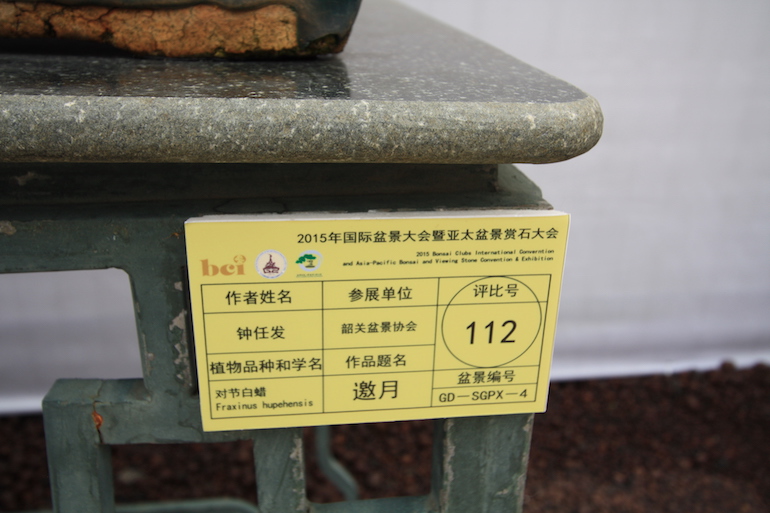 2015年国际盆景大会暨亚太盆景赏石大会
2015 Bonsai Clubs International Convention
and Asia-Pacific Bonsai and Viewing Stone Convention & Exhibition
bci
作者姓名 参展单位 评比号
钟任发 韶关盆景协会 112
植物品种和学名 作品题名
对节白蜡 邀月 盆景编号
Fraxinus hupehensis GD-SGPX-4